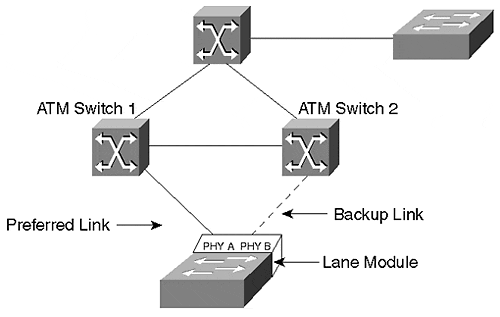 ATM Switch 1
ATM Switch 2
Preferred Link
Backup Link
PHY A PHY B
Lane Module